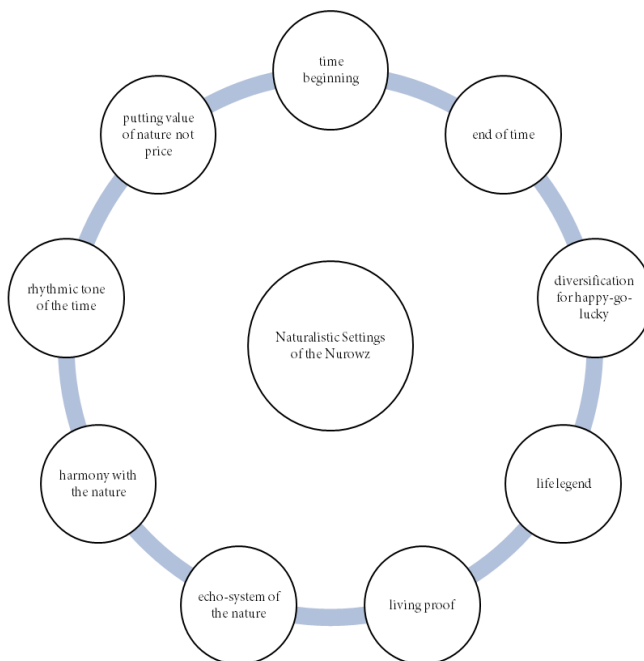 time
beginning
end of time
diversification
for happy-go-
lucky
life legend
living proof
echo-system of
the nature
harmony with
the nature
rhythmic tone
of the time
putting value
of nature not
price
Naturalistic Settings
of the Nurowz